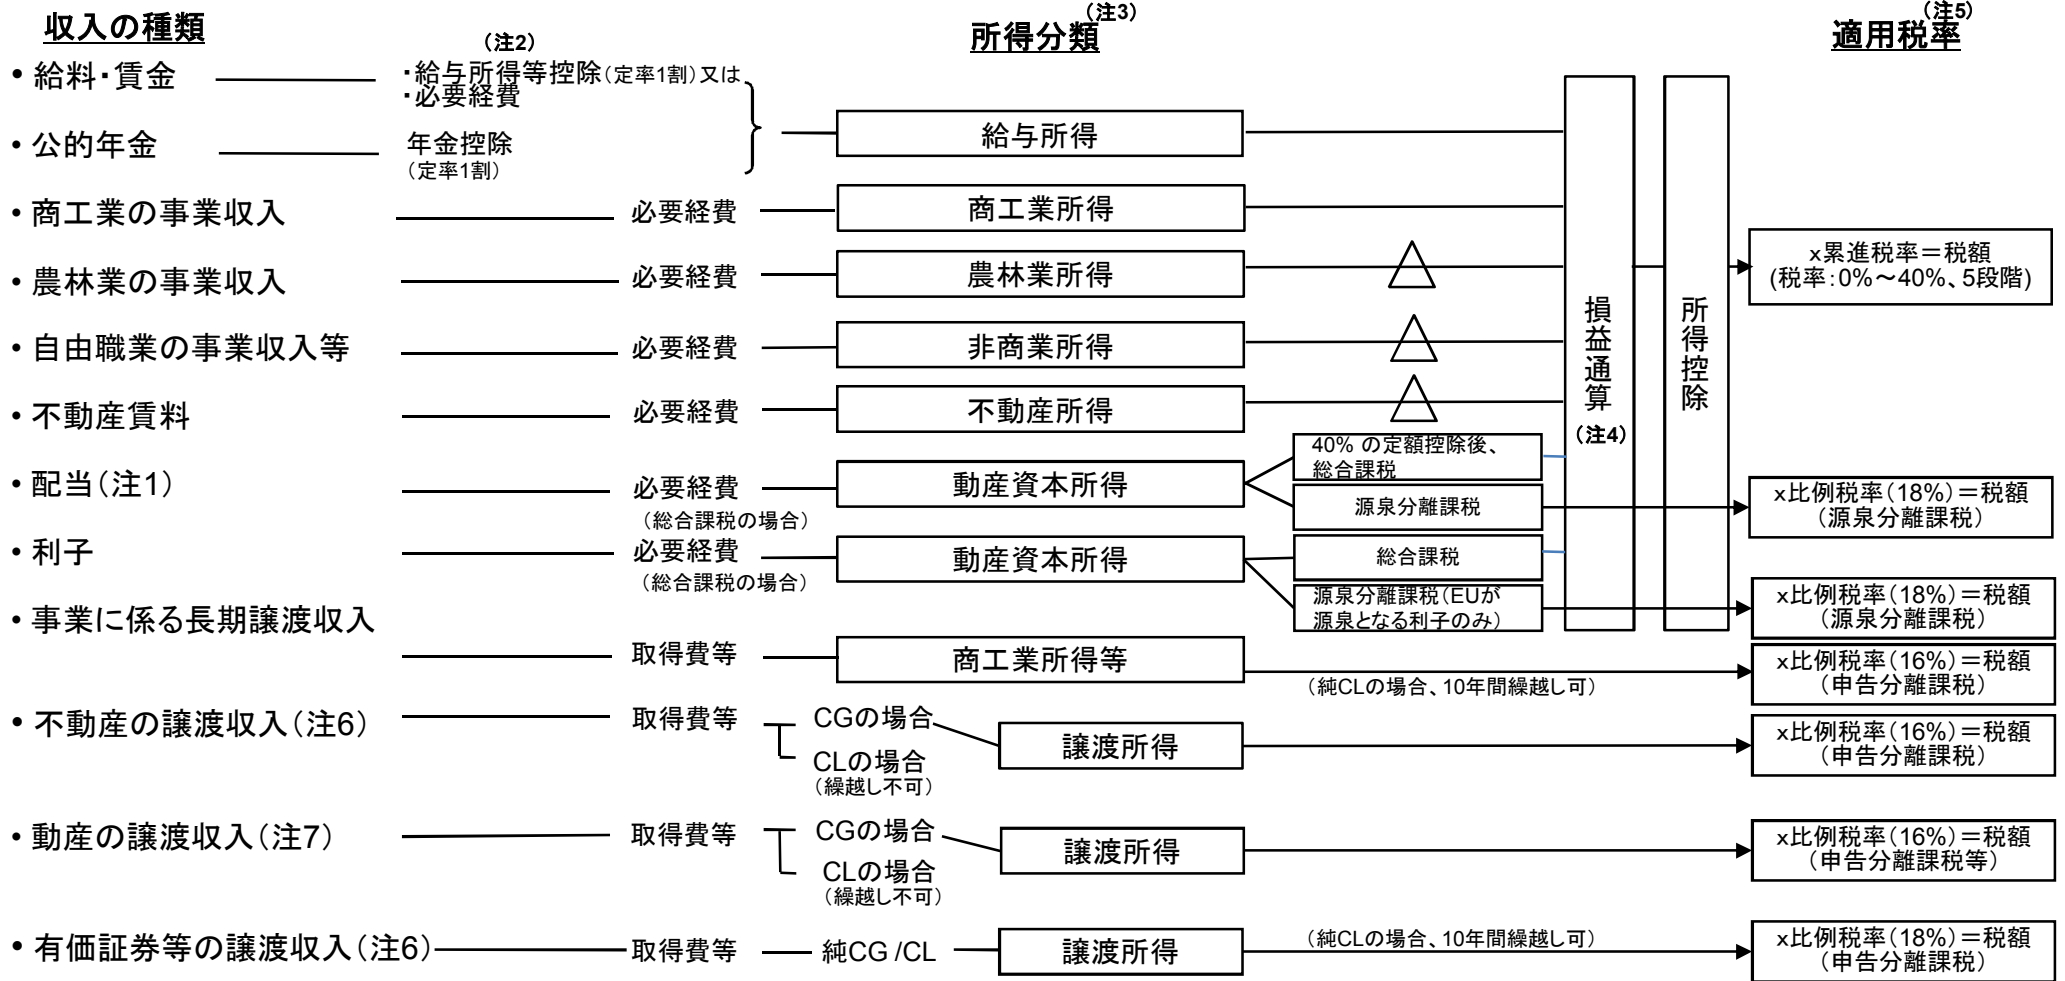 収入の種類
(注2)
所得分類
(注3)
適用税率
(注5)
• 給料・賃金
・給与所得等控除(定率1割)又は
・必要経費
• 公的年金
年金控除
(定率1割)
給与所得
• 商工業の事業収入
必要経費
商工業所得
• 農林業の事業収入
必要経費
農林業所得
x累進税率＝税額
(税率:0%～40%、5段階)
• 自由職業の事業収入等
必要経費
非商業所得
• 不動産賃料
必要経費
不動産所得
損益通算
(注4)
所得控除
• 配当(注1)
必要経費
(総合課税の場合)
動産資本所得
40% の定額控除後、
総合課税
源泉分離課税
x比例税率(18%)＝税額
(源泉分離課税)
• 利子
必要経費
(総合課税の場合)
動産資本所得
総合課税
源泉分離課税(EUが
源泉となる利子のみ)
x比例税率(18%)＝税額
(源泉分離課税)
• 事業に係る長期譲渡収入
取得費等
商工業所得等
(純CLの場合、10年間繰越し可)
x比例税率(16%)＝税額
(申告分離課税)
• 不動産の譲渡収入(注6)
取得費等
CGの場合
CLの場合
(繰越し不可)
譲渡所得
x比例税率(16%)＝税額
(申告分離課税)
• 動産の譲渡収入(注7)
取得費等
CGの場合
CLの場合
(繰越し不可)
譲渡所得
x比例税率(16%)＝税額
(申告分離課税等)
• 有価証券等の譲渡収入(注6)
取得費等
純CG /CL
譲渡所得
(純CLの場合、10年間繰越し可)
x比例税率(18%)＝税額
(申告分離課税)